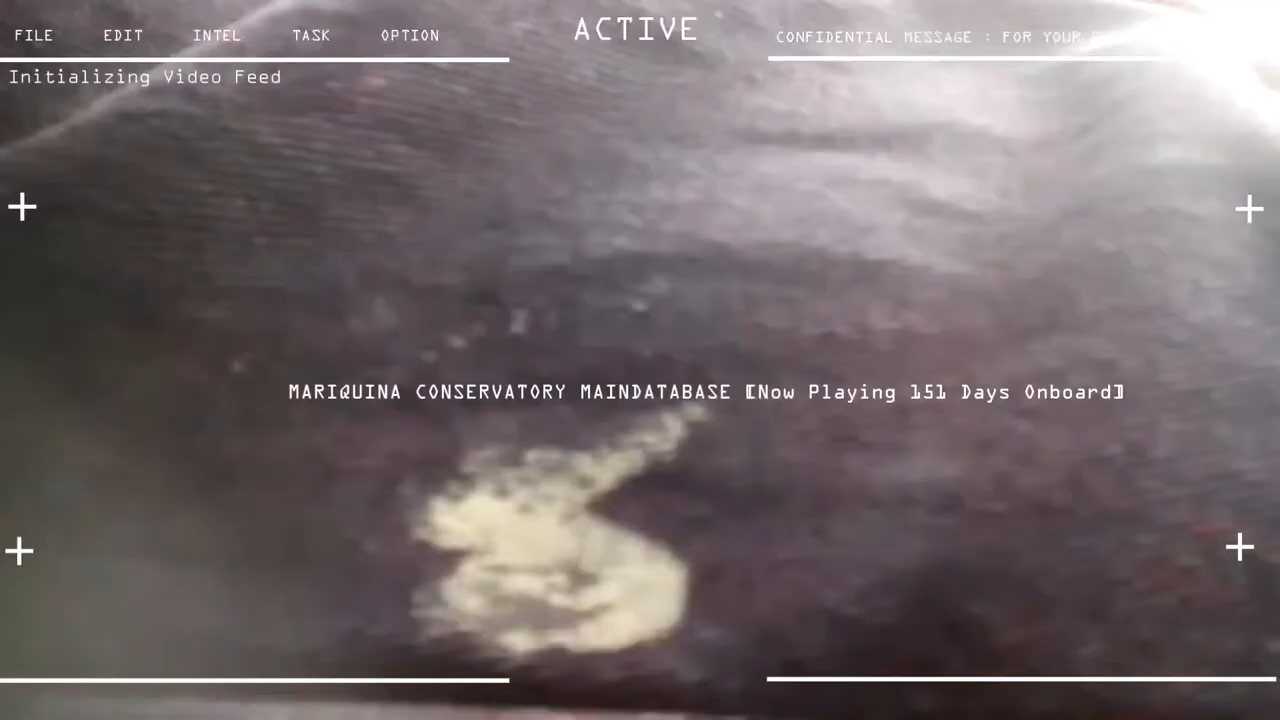 FILE EDIT INTEL TASK OPTION
ACTIVE
CONFIDENTIAL MESSAGE : FOR YOUR
Initializing Video Feed
MARIQUINA CONSERVATORY MAINDATABASE [Now Playing 151 Days Onboard]